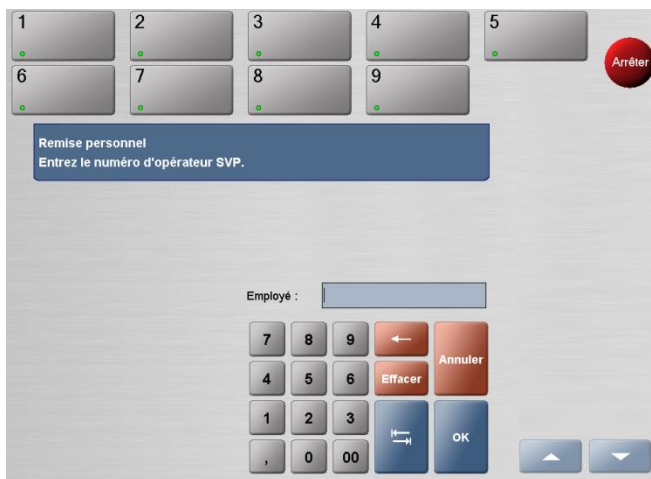 1 2 3 4 5
Arrêter
6 7 8 9
Remise personnel
Entrez le numéro d'opérateur SVP.
Employé :
7 8 9
Annuler
4 5 6 Effacer
1 2 3
OK
, 0 00